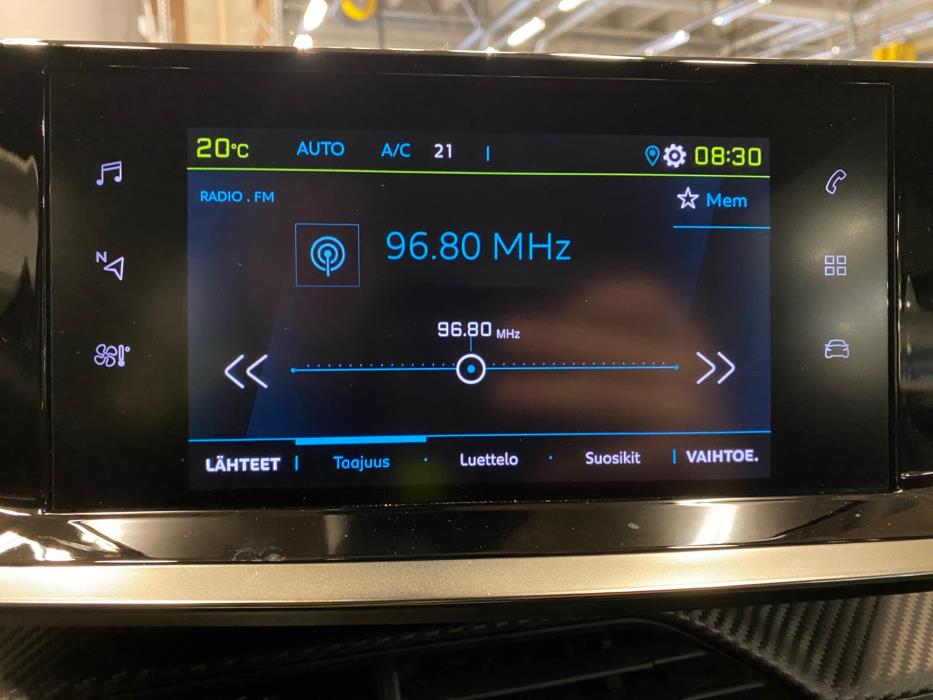 20°C AUTO A/C 21 08:30
RADIO . FM
Mem
96.80 MHz
96.80 MHz
N
LÄHTEET Taajuus Luettelo Suosikit VAIHTOE.